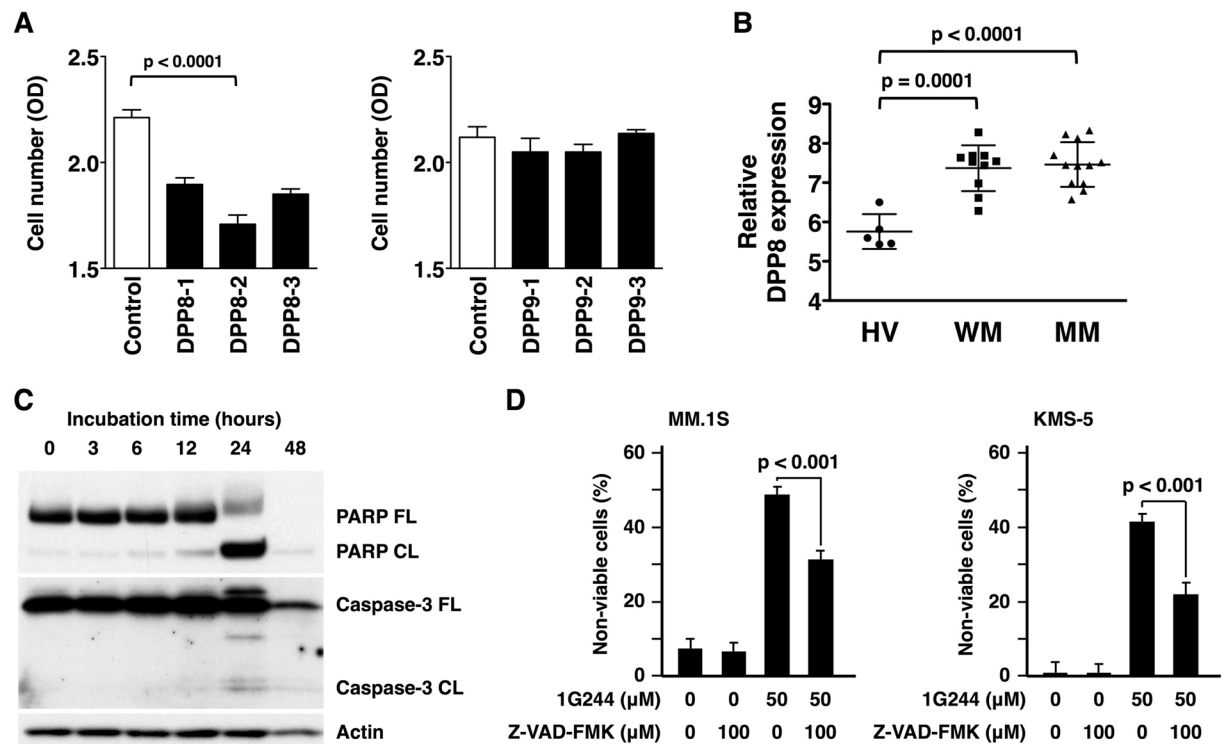 A
p < 0.0001
2.5
2.0
1.5
Cell number (OD)
Control
DPP8-1
DPP8-2
DPP8-3
2.5
2.0
1.5
Cell number (OD)
Control
DPP9-1
DPP9-2
DPP9-3
B
p < 0.0001
p = 0.0001
9
8
7
6
5
4
Relative
DPP8 expression
HV WM MM
C
Incubation time (hours)
0 3 6 12 24 48
PARP FL
PARP CL
Caspase-3 FL
Caspase-3 CL
Actin
D
MM.1S
p < 0.001
60
40
20
0
Non-viable cells (%)
1G244 (μM) 0 0 50 50
Z-VAD-FMK (μM) 0 100 0 100
KMS-5
p < 0.001
60
40
20
0
Non-viable cells (%)
1G244 (μM) 0 0 50 50
Z-VAD-FMK (μM) 0 100 0 100